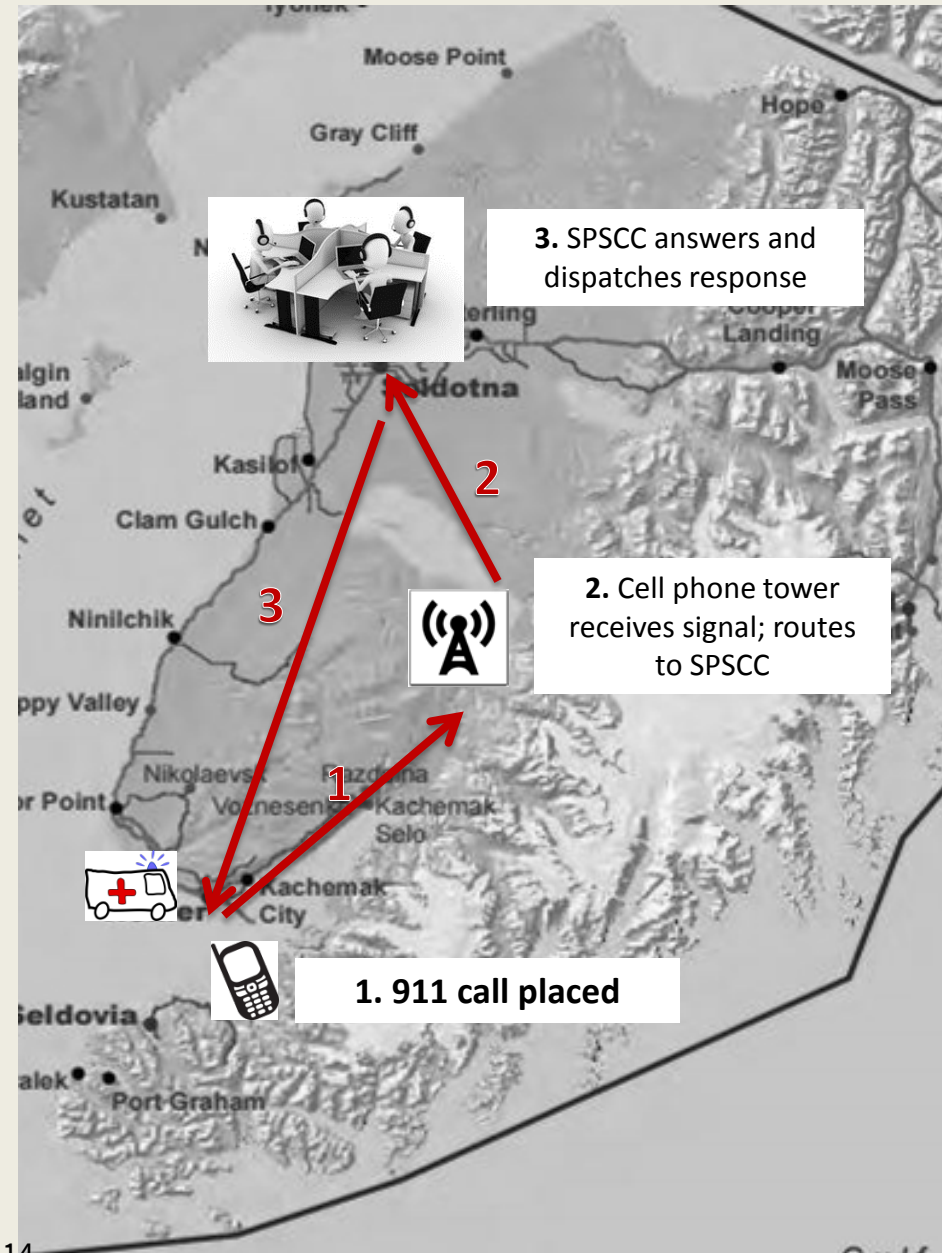 Moose Point
Hope
Gray Cliff
Kustatan
3. SPSCC answers and
dispatches response
Cooper
Landing
Moose
Pass
Kasilof
2
Clam Gulch
3
2. Cell phone tower
receives signal; routes
to SPSCC
Ninilchik
Valley
Nikolaevsk
1
Kachemak
Selo
Point
Kachemak
City
1. 911 call placed
Seldovia
Port Graham
14